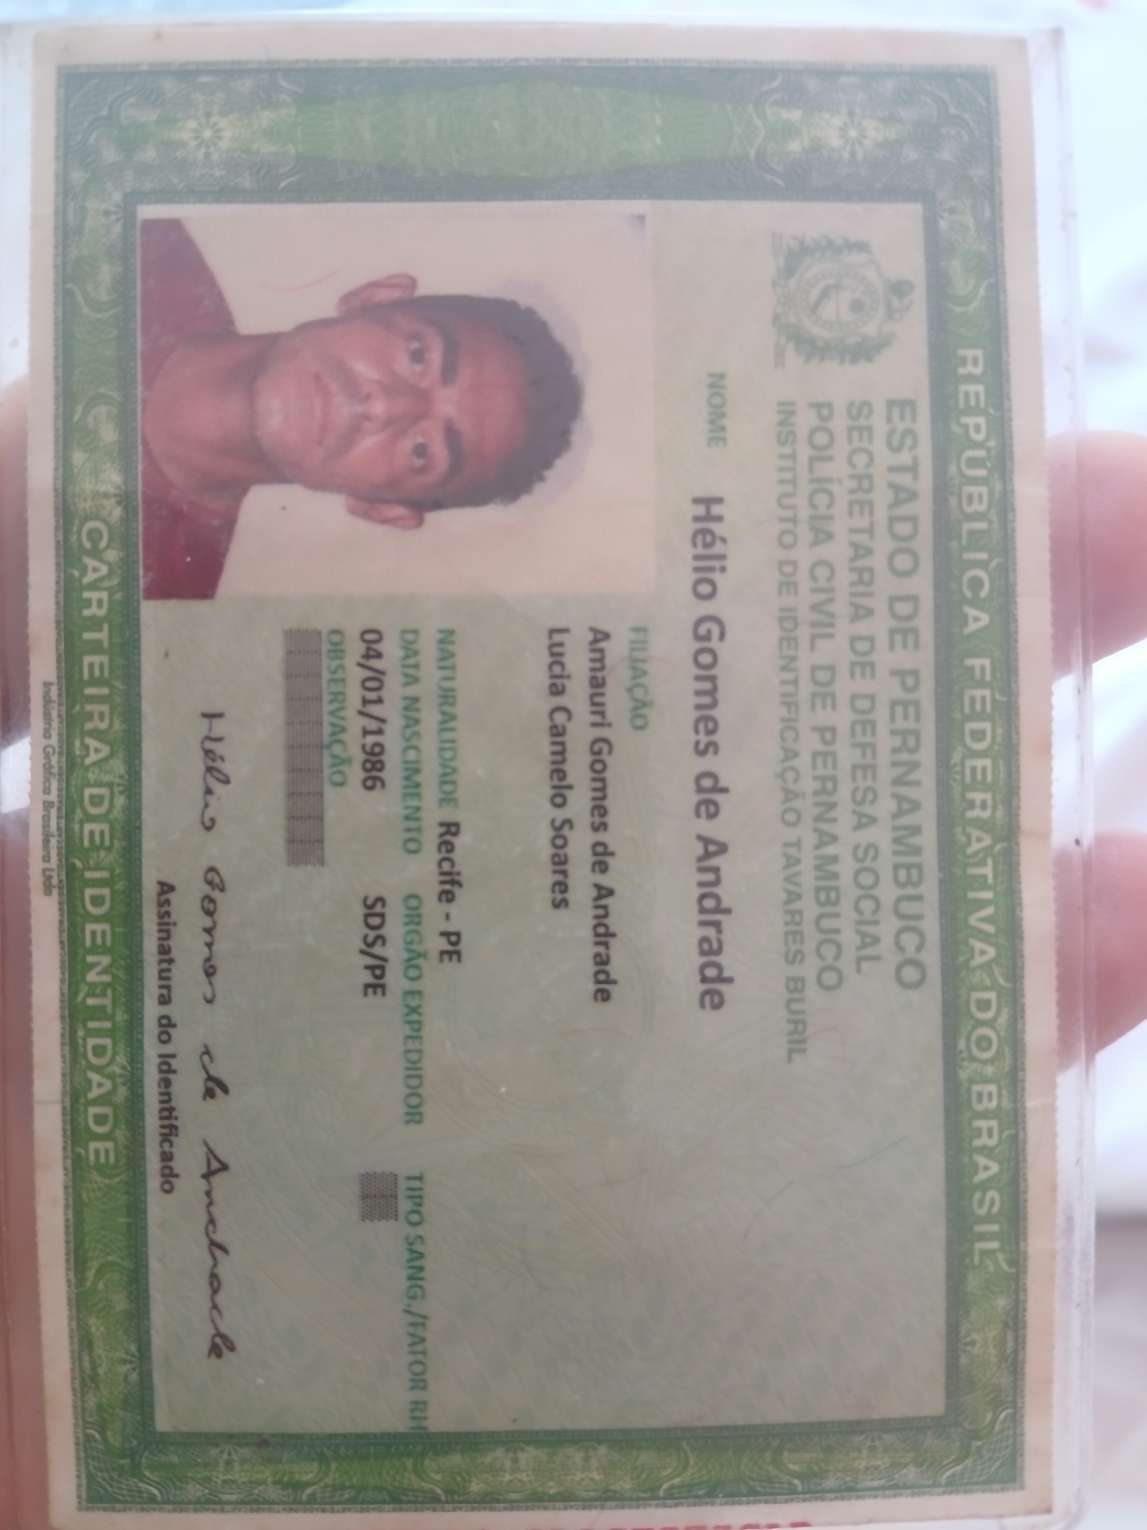 REPÚBLICA FEDERATIVA DO BRASIL
ESTADO DE PERNAMBUCO
SECRETARIA DE DEFESA SOCIAL
POLÍCIA CIVIL DE PERNAMBUCO
INSTITUTO DE IDENTIFICAÇÃO TAVARES BURIL
NOME Hélio Gomes de Andrade
FILIAÇÃO
Amauri Gomes de Andrade
Lucia Camelo Soares
NATURALIDADE Recife - PE
DATA NASCIMENTO ORGÃO EXPEDIDOR TIPO SANG./FATOR RH
04/01/1986 SDS/PE
OBSERVAÇÃO
Hélio Gomes de Andrade
Assinatura do Identificado
CARTEIRA DE IDENTIDADE
Indústria Gráfica Brasileira Ltda